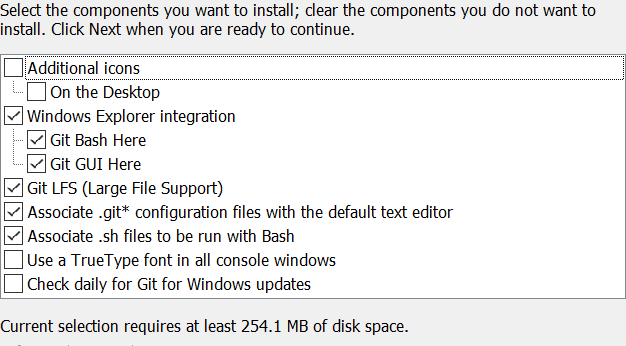 Select the components you want to install; clear the components you do not want to
install. Click Next when you are ready to continue.
Additional icons
On the Desktop
Windows Explorer integration
Git Bash Here
Git GUI Here
Git LFS (Large File Support)
Associate .git* configuration files with the default text editor
Associate .sh files to be run with Bash
Use a TrueType font in all console windows
Check daily for Git for Windows updates
Current selection requires at least 254.1 MB of disk space.